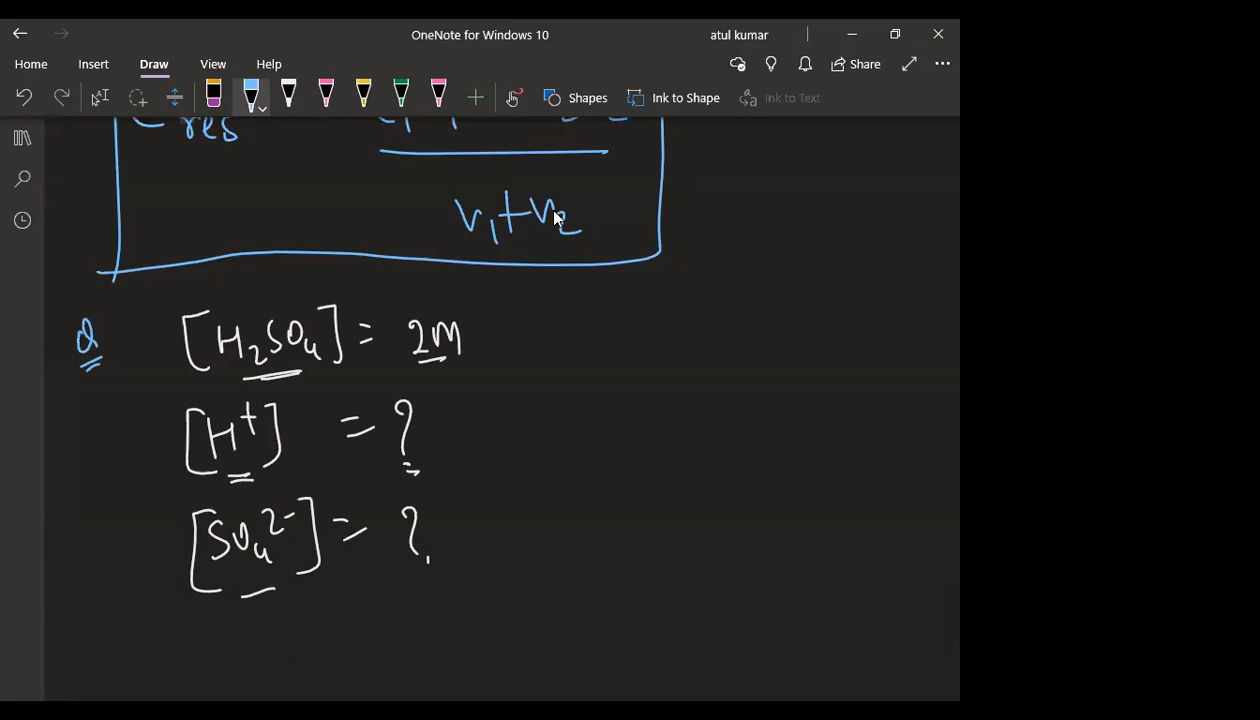 OneNote for Windows 10
atul kumar
Home Insert Draw View Help
Share
Shapes
Ink to Shape
Ink to Text
res
V₁+V₂
Q [H₂SO₄] = 2M
[H⁺] = ?
[SO₄²⁻] = ?